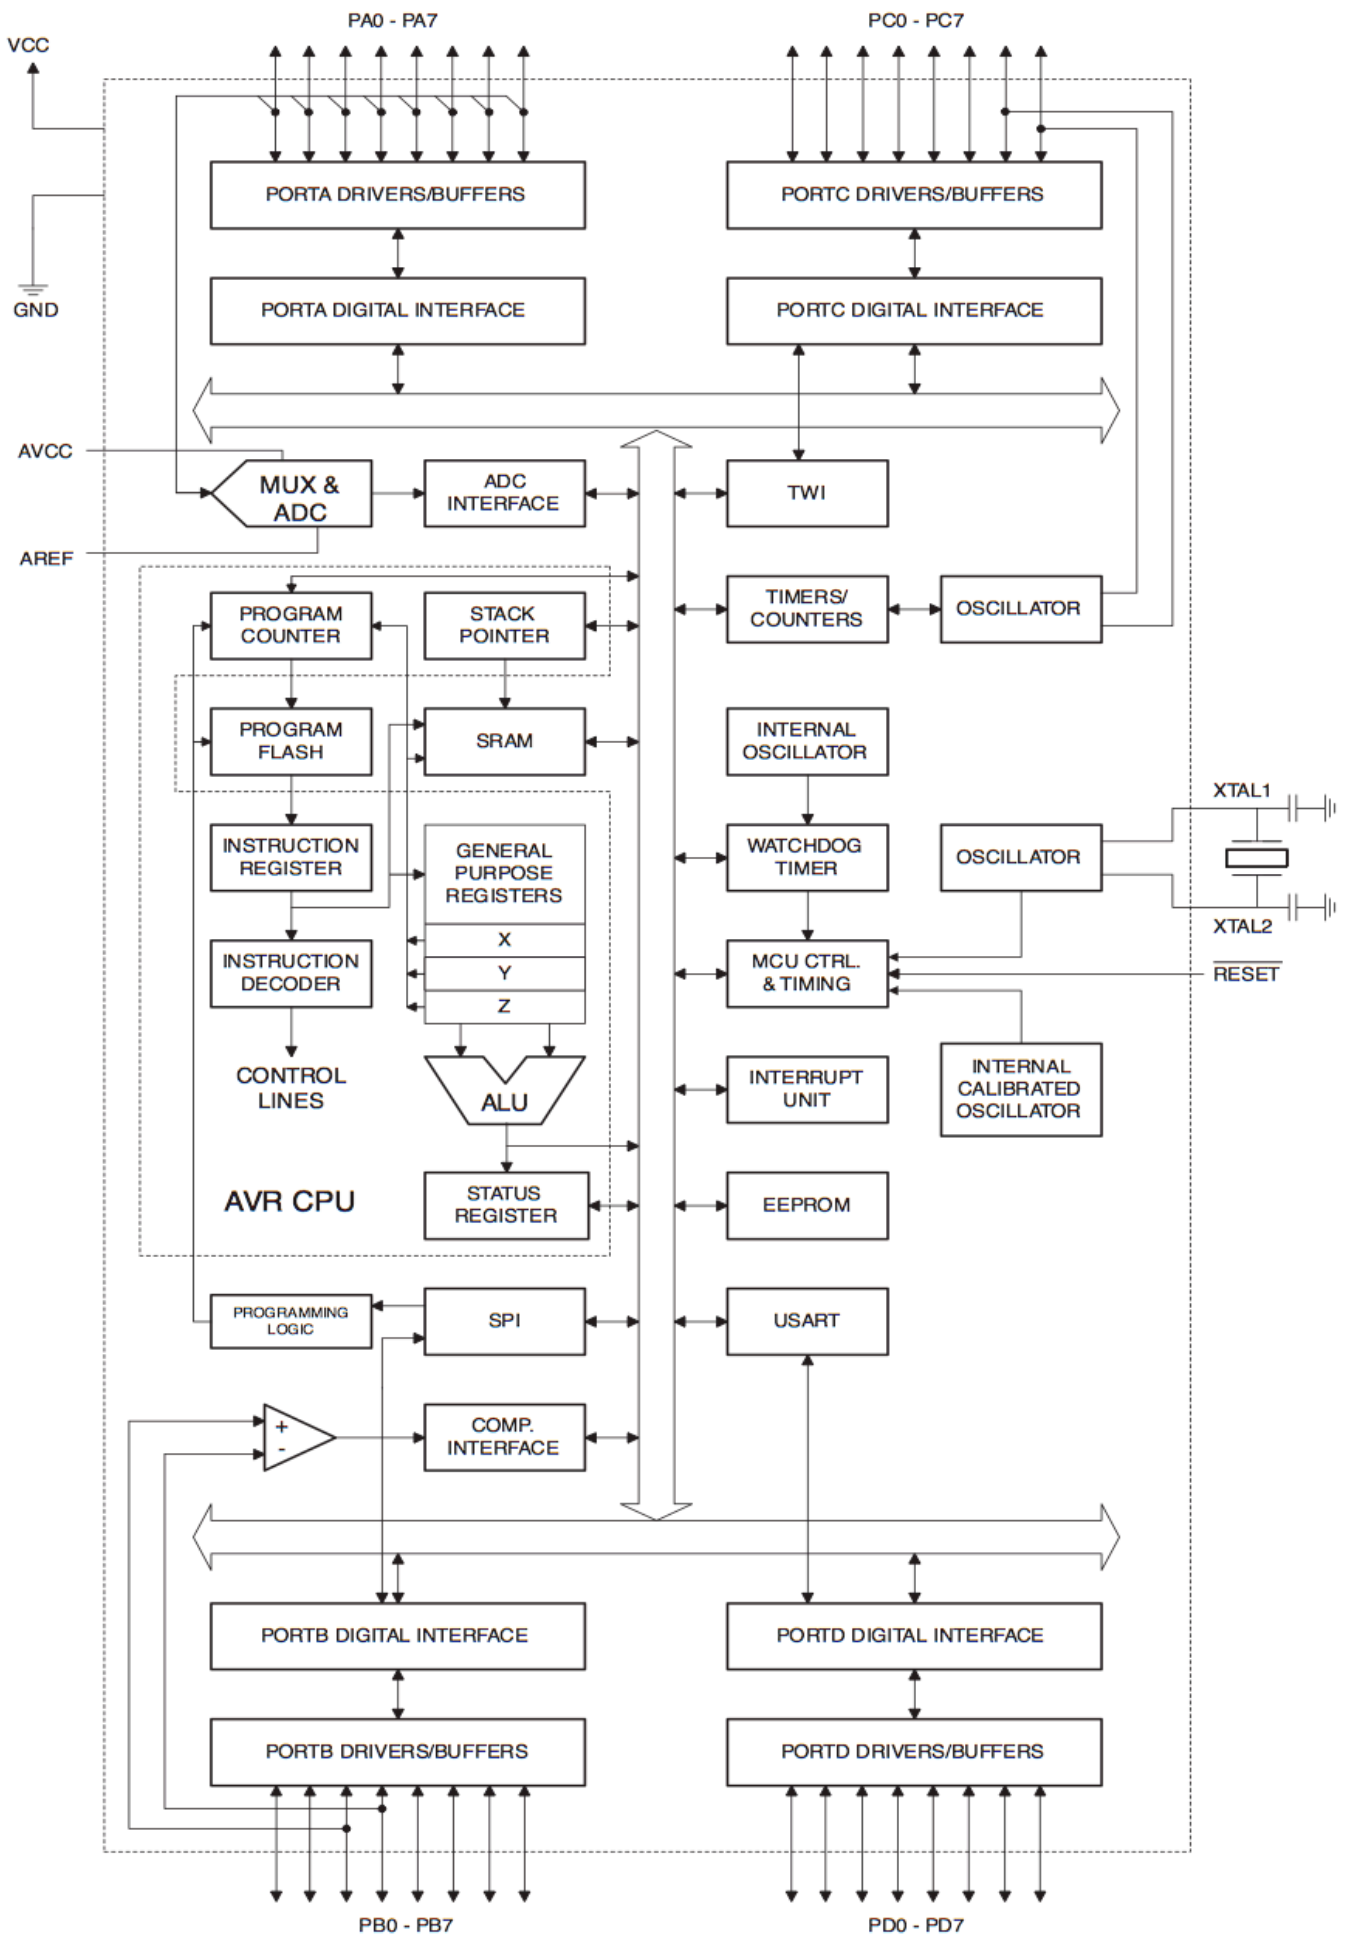 PA0 - PA7
PC0 - PC7
VCC
PORTA DRIVERS/BUFFERS
PORTC DRIVERS/BUFFERS
GND
PORTA DIGITAL INTERFACE
PORTC DIGITAL INTERFACE
AVCC
MUX &
ADC
ADC
INTERFACE
TWI
AREF
PROGRAM
COUNTER
STACK
POINTER
TIMERS/
COUNTERS
OSCILLATOR
PROGRAM
FLASH
SRAM
INTERNAL
OSCILLATOR
XTAL1
INSTRUCTION
REGISTER
GENERAL
PURPOSE
REGISTERS
WATCHDOG
TIMER
OSCILLATOR
XTAL2
X
INSTRUCTION
DECODER
Y
MCU CTRL.
& TIMING
RESET
Z
CONTROL
LINES
ALU
INTERRUPT
UNIT
INTERNAL
CALIBRATED
OSCILLATOR
AVR CPU
STATUS
REGISTER
EEPROM
PROGRAMMING
LOGIC
SPI
USART
+
-
COMP.
INTERFACE
PORTB DIGITAL INTERFACE
PORTD DIGITAL INTERFACE
PORTB DRIVERS/BUFFERS
PORTD DRIVERS/BUFFERS
PB0 - PB7
PD0 - PD7